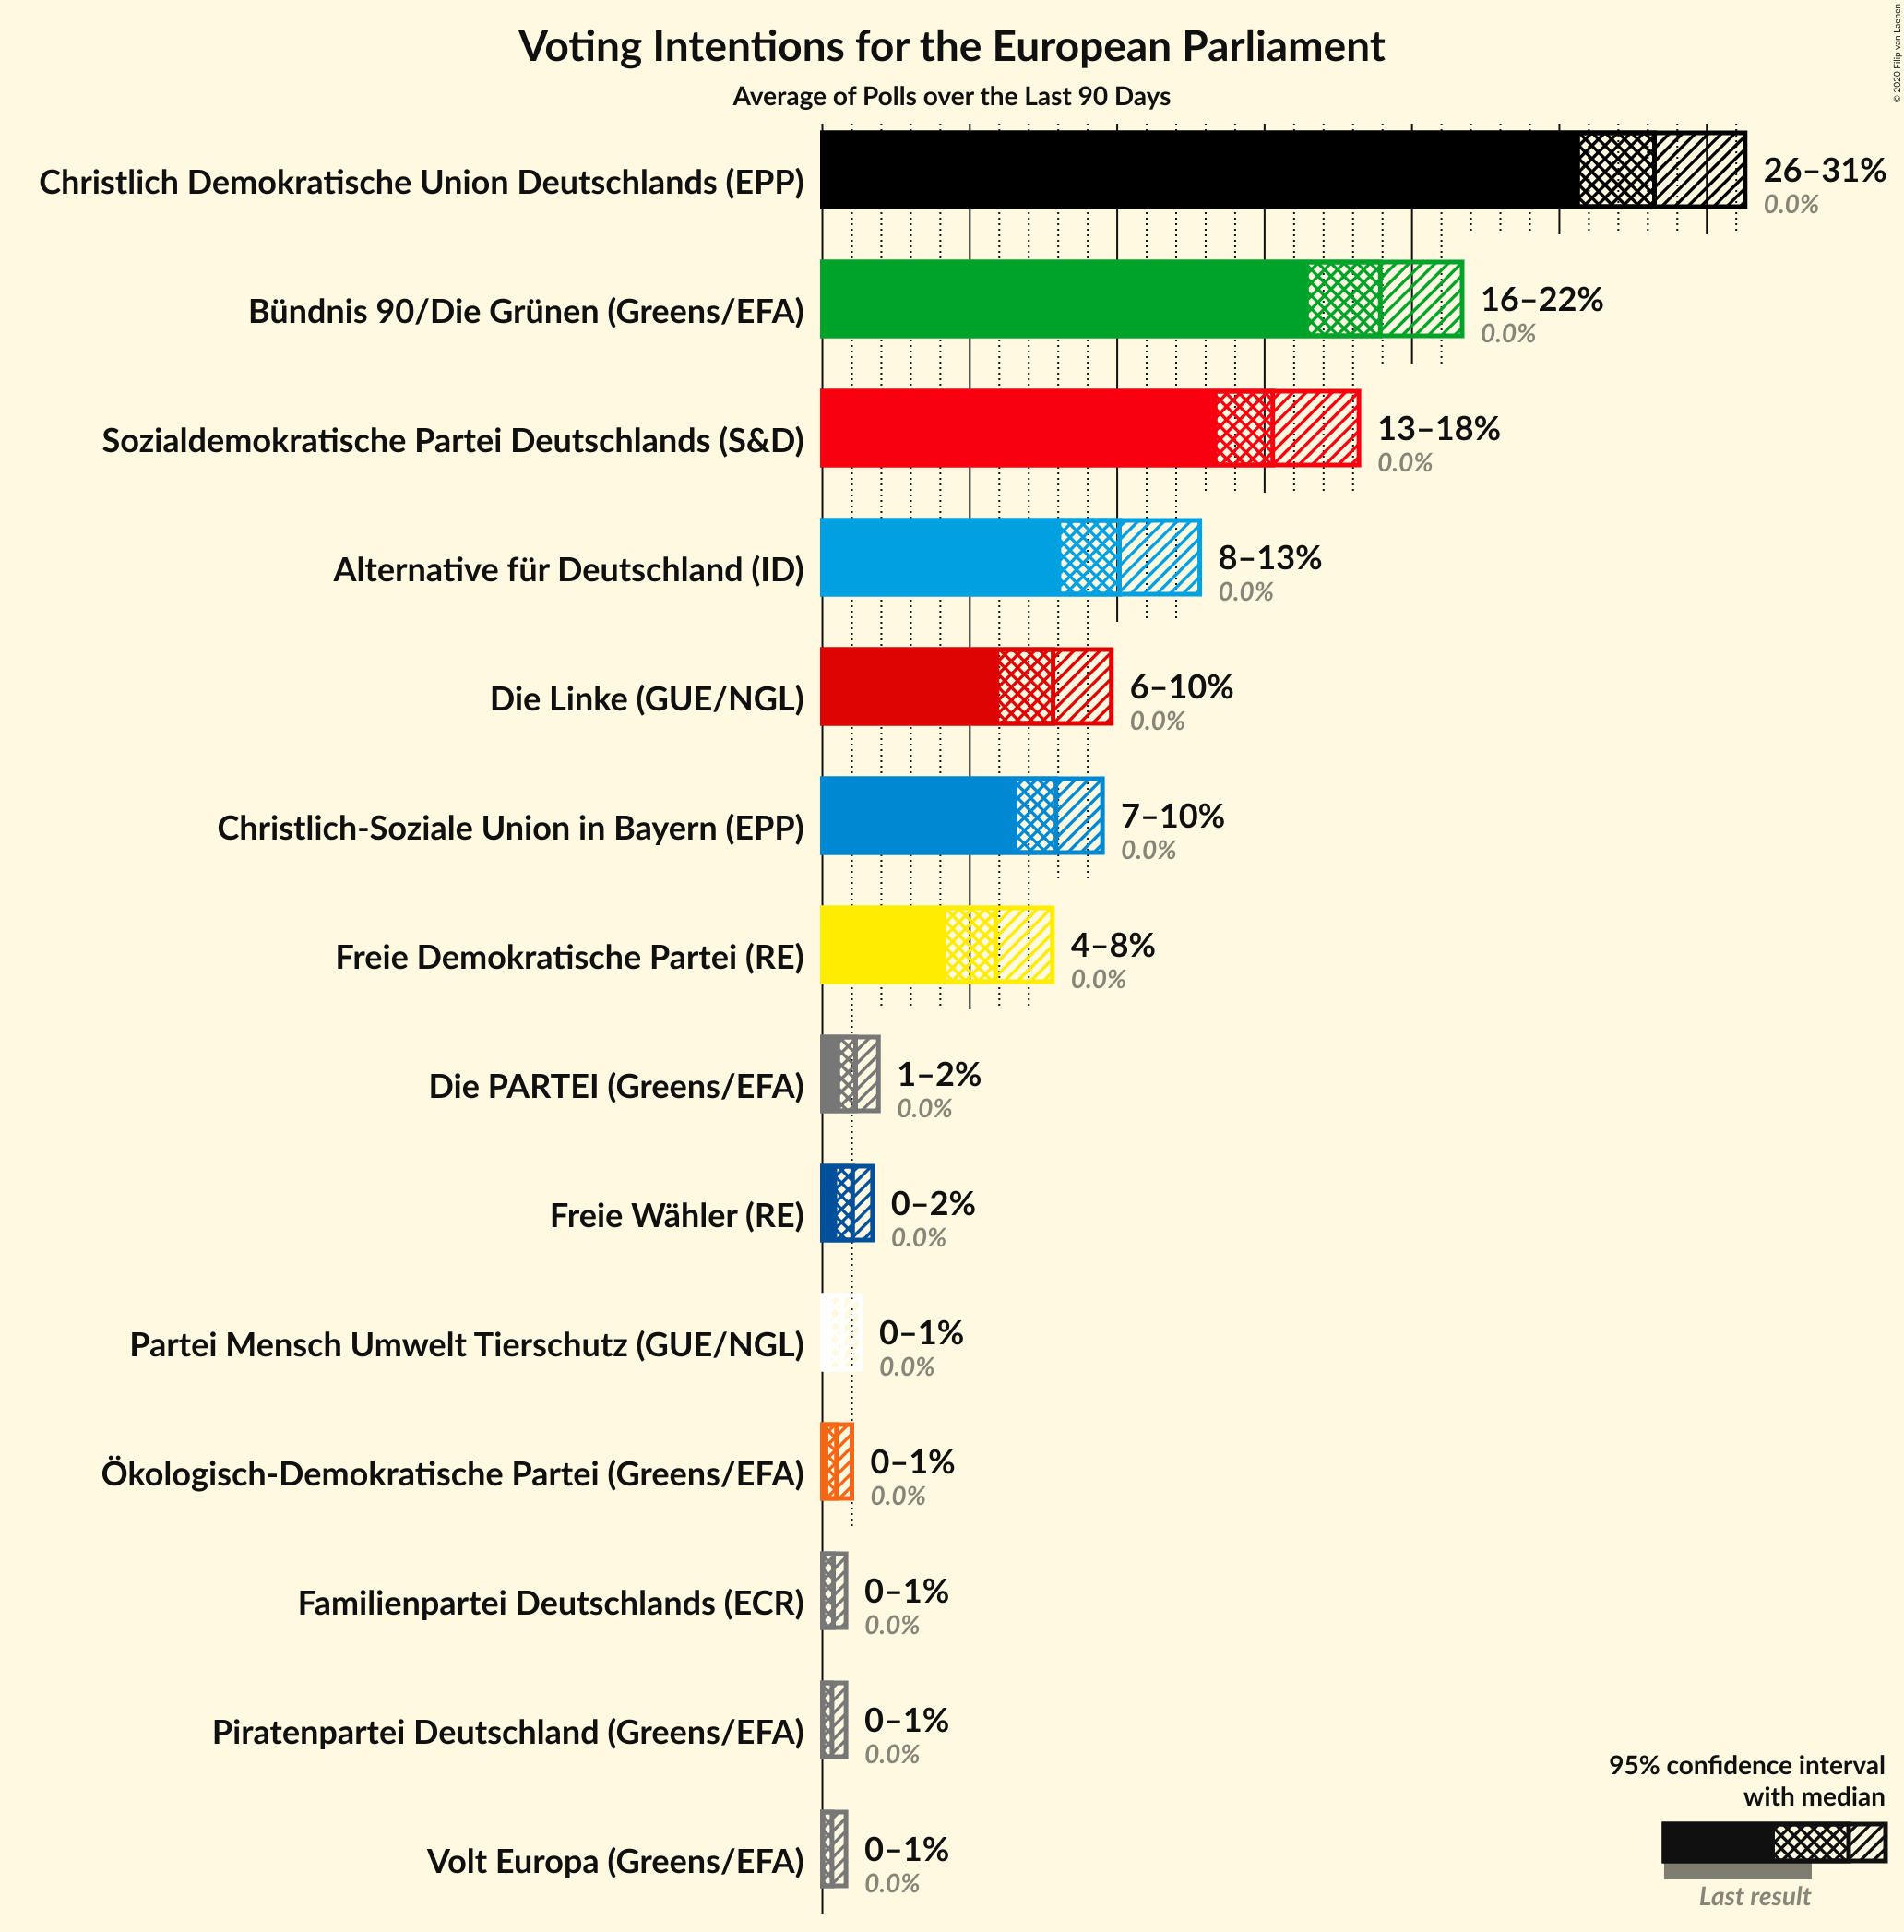 Voting Intentions for the European Parliament
Average of Polls over the Last 90 Days
© 2020 Filip van Laenen
Christlich Demokratische Union Deutschlands (EPP)
26–31%
0.0%
Bündnis 90/Die Grünen (Greens/EFA)
16–22%
0.0%
Sozialdemokratische Partei Deutschlands (S&D)
13–18%
0.0%
Alternative für Deutschland (ID)
8–13%
0.0%
Die Linke (GUE/NGL)
6–10%
0.0%
Christlich-Soziale Union in Bayern (EPP)
7–10%
0.0%
Freie Demokratische Partei (RE)
4–8%
0.0%
Die PARTEI (Greens/EFA)
1–2%
0.0%
Freie Wähler (RE)
0–2%
0.0%
Partei Mensch Umwelt Tierschutz (GUE/NGL)
0–1%
0.0%
Ökologisch-Demokratische Partei (Greens/EFA)
0–1%
0.0%
Familienpartei Deutschlands (ECR)
0–1%
0.0%
Piratenpartei Deutschland (Greens/EFA)
0–1%
0.0%
Volt Europa (Greens/EFA)
0–1%
0.0%
95% confidence interval
with median
Last result